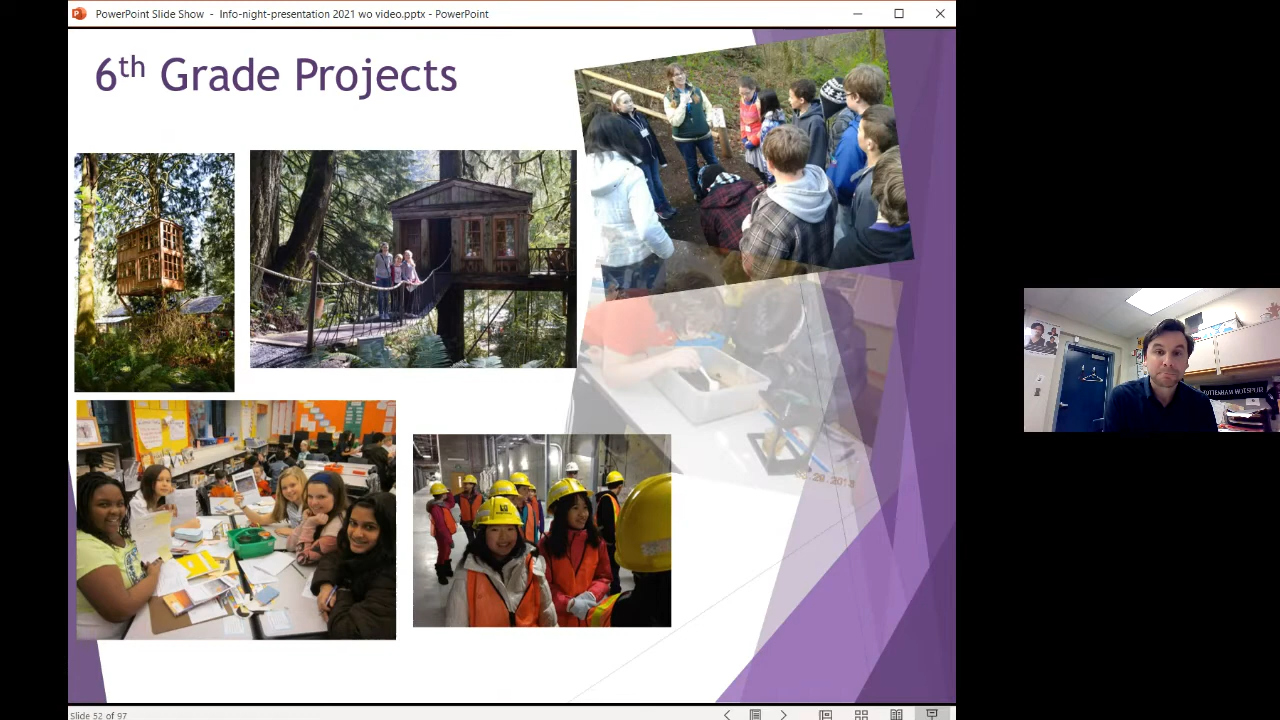 PowerPoint Slide Show - Info-night-presentation 2021 wo video.pptx - PowerPoint
6th Grade Projects
Slide 52 of 97